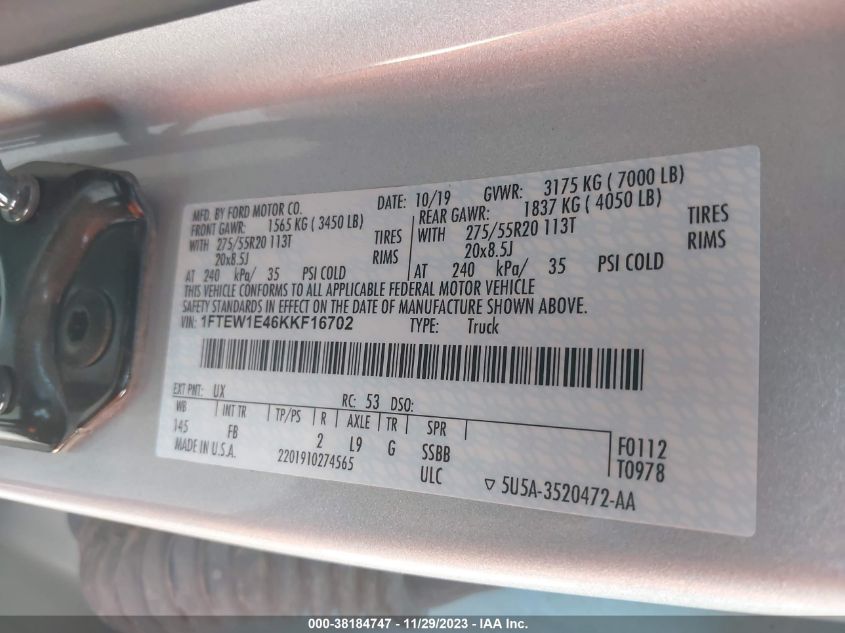 MFD. BY FORD MOTOR CO.
DATE: 10/19 GVWR: 3175 KG ( 7000 LB)
FRONT GAWR: 1565 KG ( 3450 LB)
REAR GAWR: 1837 KG ( 4050 LB)
WITH 275/55R20 113T TIRES
WITH 275/55R20 113T TIRES
20x8.5J RIMS
20x8.5J RIMS
AT 240 kPa/ 35 PSI COLD
AT 240 kPa/ 35 PSI COLD
THIS VEHICLE CONFORMS TO ALL APPLICABLE FEDERAL MOTOR VEHICLE
SAFETY STANDARDS IN EFFECT ON THE DATE OF MANUFACTURE SHOWN ABOVE.
VIN: 1FTEW1E46KKF16702 TYPE: Truck
EXT PNT: UX RC: 53 DSO:
WB INT TR TP/PS R AXLE TR SPR
145 FB 2 L9 G SSBB
F0112
MADE IN U.S.A. 2201910274565 ULC
T0978
▽ 5U5A-3520472-AA
000-38184747 - 11/29/2023 - IAA Inc.